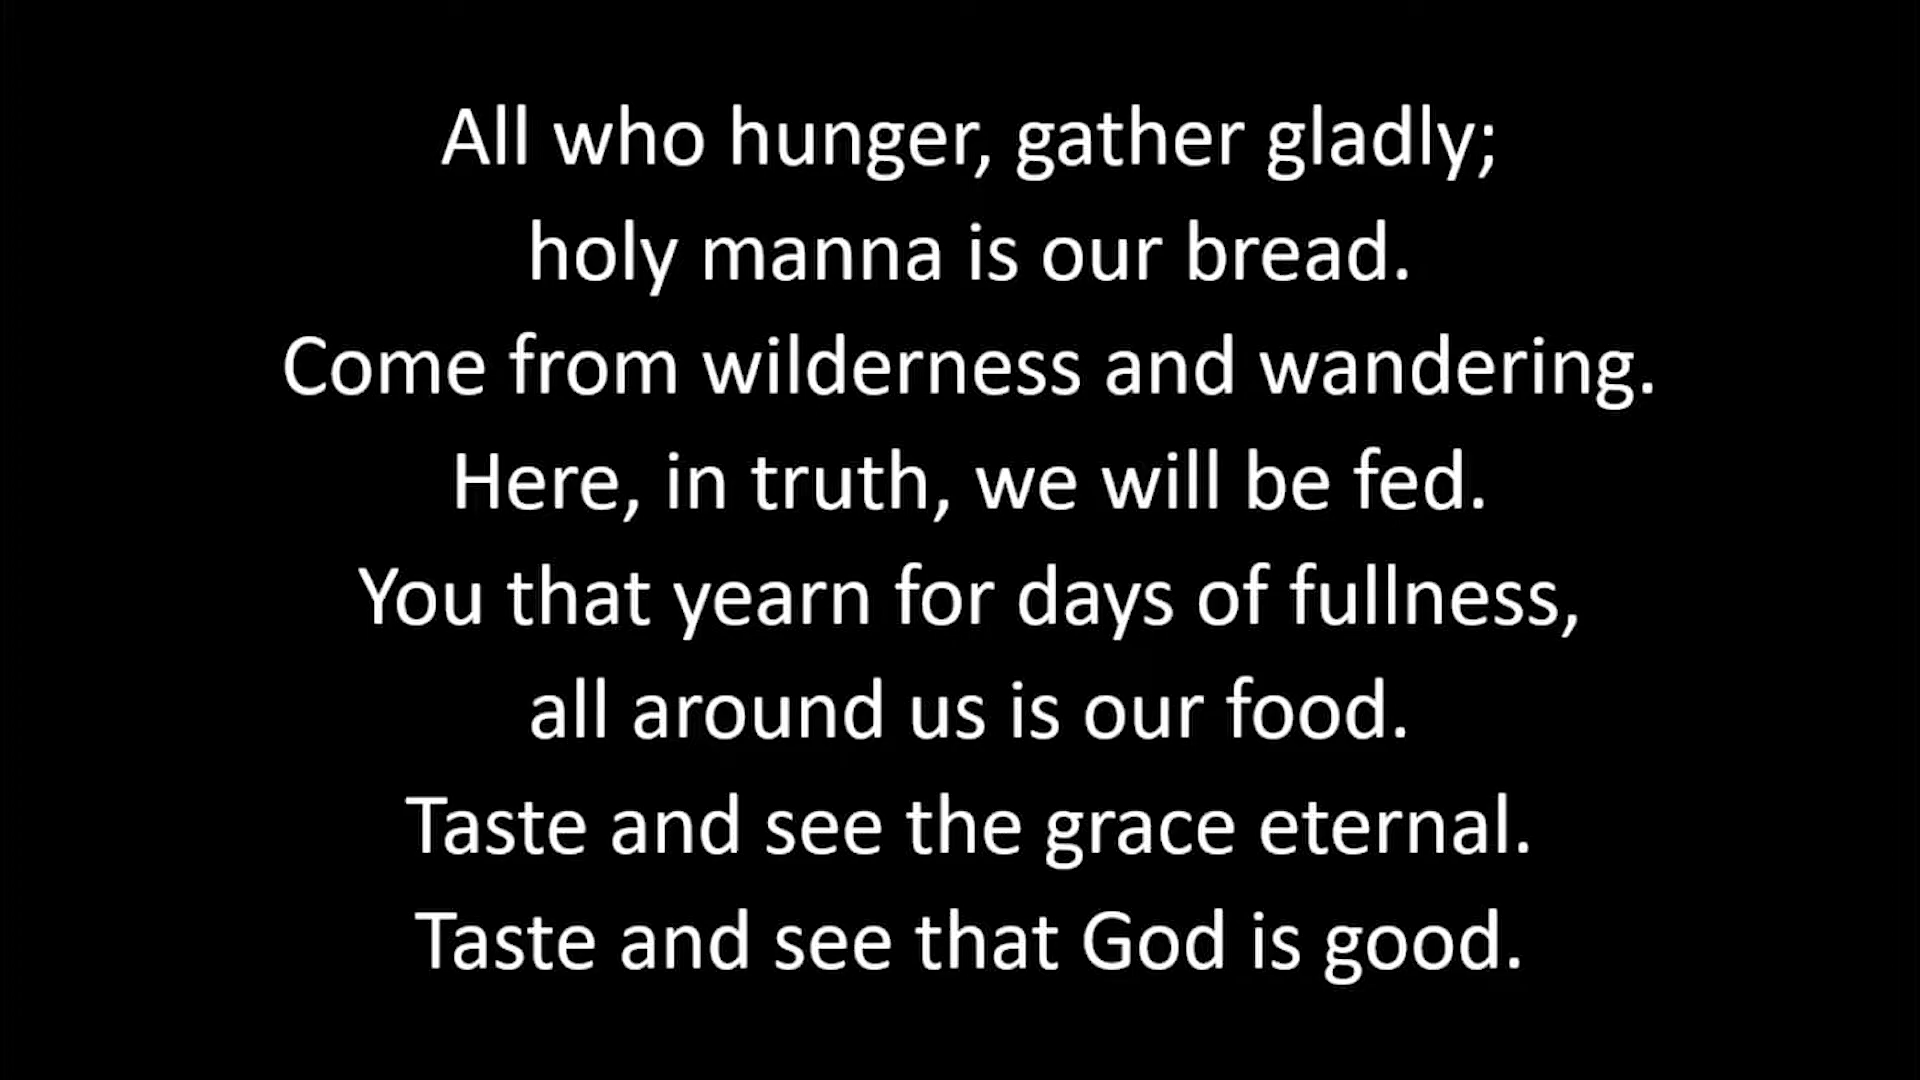 All who hunger, gather gladly;
holy manna is our bread.
Come from wilderness and wandering.
Here, in truth, we will be fed.
You that yearn for days of fullness,
all around us is our food.
Taste and see the grace eternal.
Taste and see that God is good.